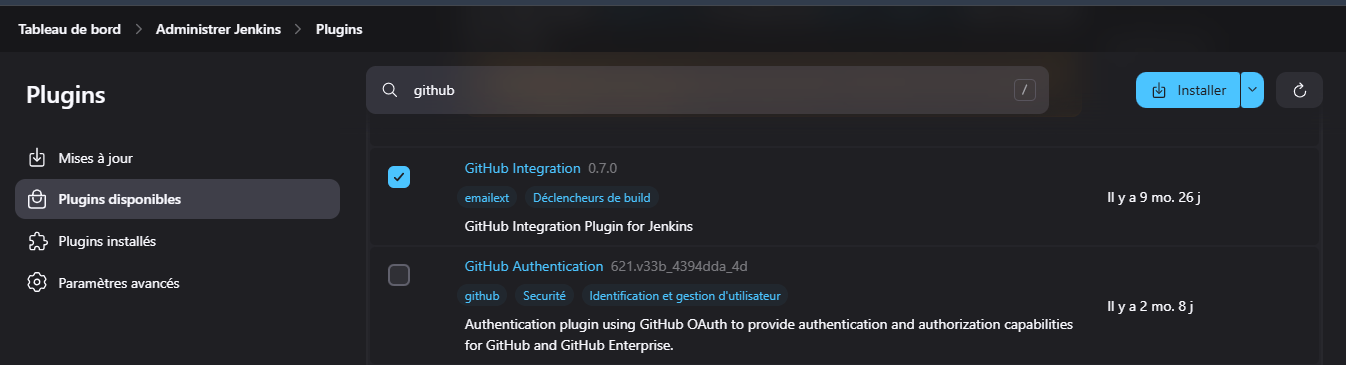 Tableau de bord > Administrer Jenkins > Plugins
Plugins
github /
Installer
Mises à jour
Plugins disponibles
Plugins installés
Paramètres avancés
GitHub Integration 0.7.0
emailext Déclencheurs de build
GitHub Integration Plugin for Jenkins
Il y a 9 mo. 26 j
GitHub Authentication 621.v33b_4394dda_4d
github Securité Identification et gestion d'utilisateur
Authentication plugin using GitHub OAuth to provide authentication and authorization capabilities
for GitHub and GitHub Enterprise.
Il y a 2 mo. 8 j